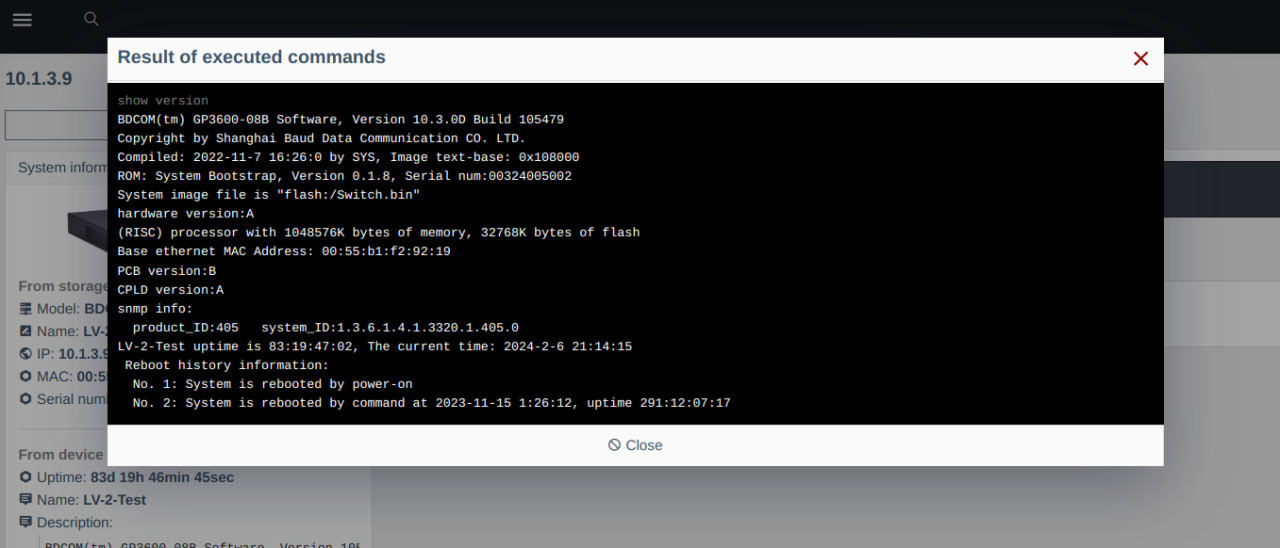 Result of executed commands
10.1.3.9
show version
BDCOM(tm) GP3600-08B Software, Version 10.3.0D Build 105479
Copyright by Shanghai Baud Data Communication CO. LTD.
Compiled: 2022-11-7 16:26:0 by SYS, Image text-base: 0x108000
ROM: System Bootstrap, Version 0.1.8, Serial num:00324005002
System image file is "flash:/Switch.bin"
hardware version:A
(RISC) processor with 1048576K bytes of memory, 32768K bytes of flash
Base ethernet MAC Address: 00:55:b1:f2:92:19
PCB version:B
CPLD version:A
snmp info:
product_ID:405 system_ID:1.3.6.1.4.1.3320.1.405.0
LV-2-Test uptime is 83:19:47:02, The current time: 2024-2-6 21:14:15
Reboot history information:
No. 1: System is rebooted by power-on
No. 2: System is rebooted by command at 2023-11-15 1:26:12, uptime 291:12:07:17
Close
System inform
From storage
Model: BDC
Name: LV-2
IP: 10.1.3.9
MAC: 00:55
Serial num
From device
Uptime: 83d 19h 46min 45sec
Name: LV-2-Test
Description:
BDCOM(tm) GP3600-08B Software, Version 105